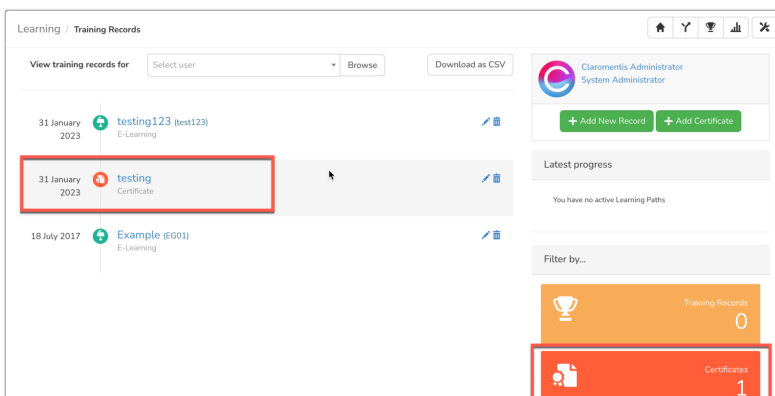 Learning / Training Records
View training records for
Select user
Browse
Download as CSV
31 January 2023
testing123 (test123)
E-Learning
31 January 2023
testing
Certificate
18 July 2017
Example (EG01)
E-Learning
Claromentis Administrator
System Administrator
+ Add New Record
+ Add Certificate
Latest progress
You have no active Learning Paths
Filter by...
Training Records
0
Certificates
1